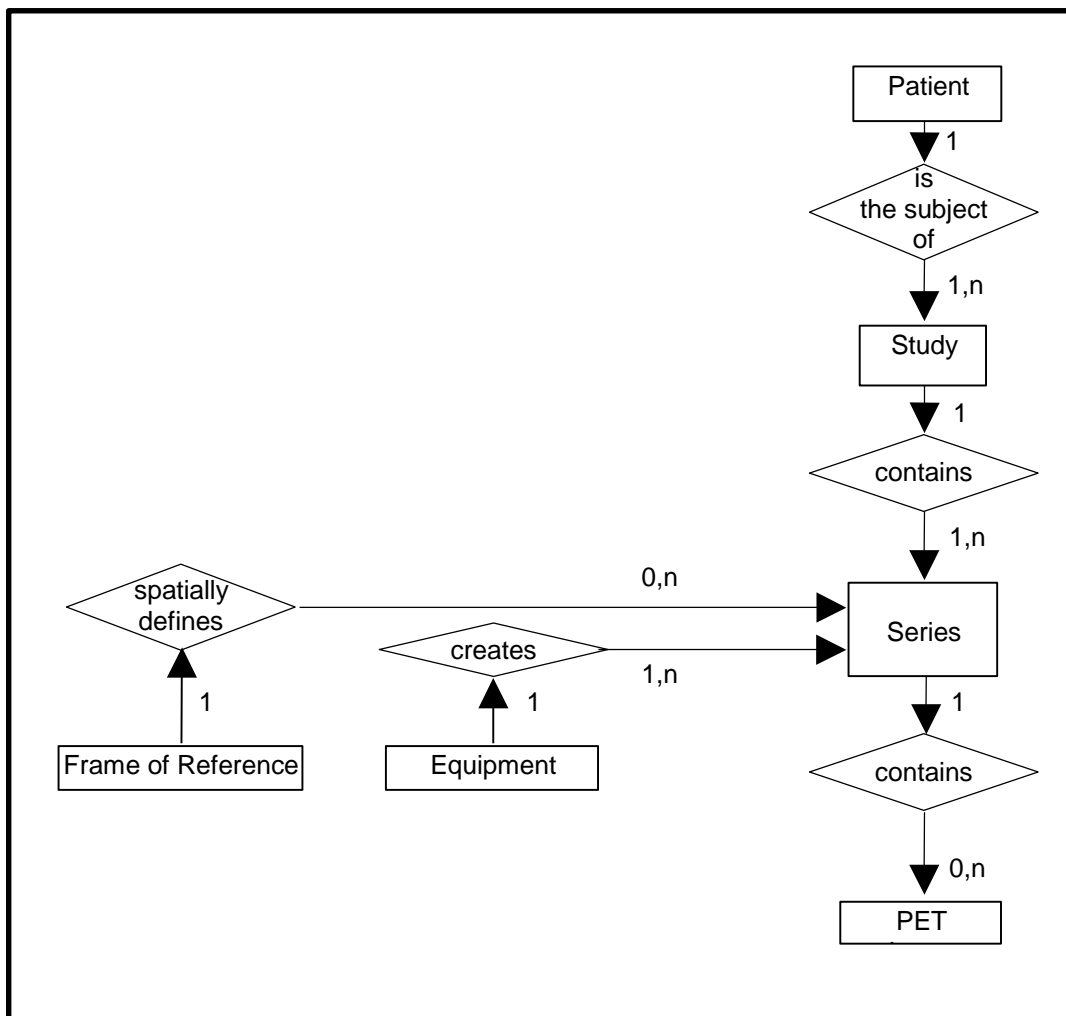 Patient
1
is
the subject
of
1,n
Study
1
contains
1,n
spatially
defines
0,n
Series
creates
1,n
1
1
1
Frame of Reference
Equipment
contains
0,n
PET